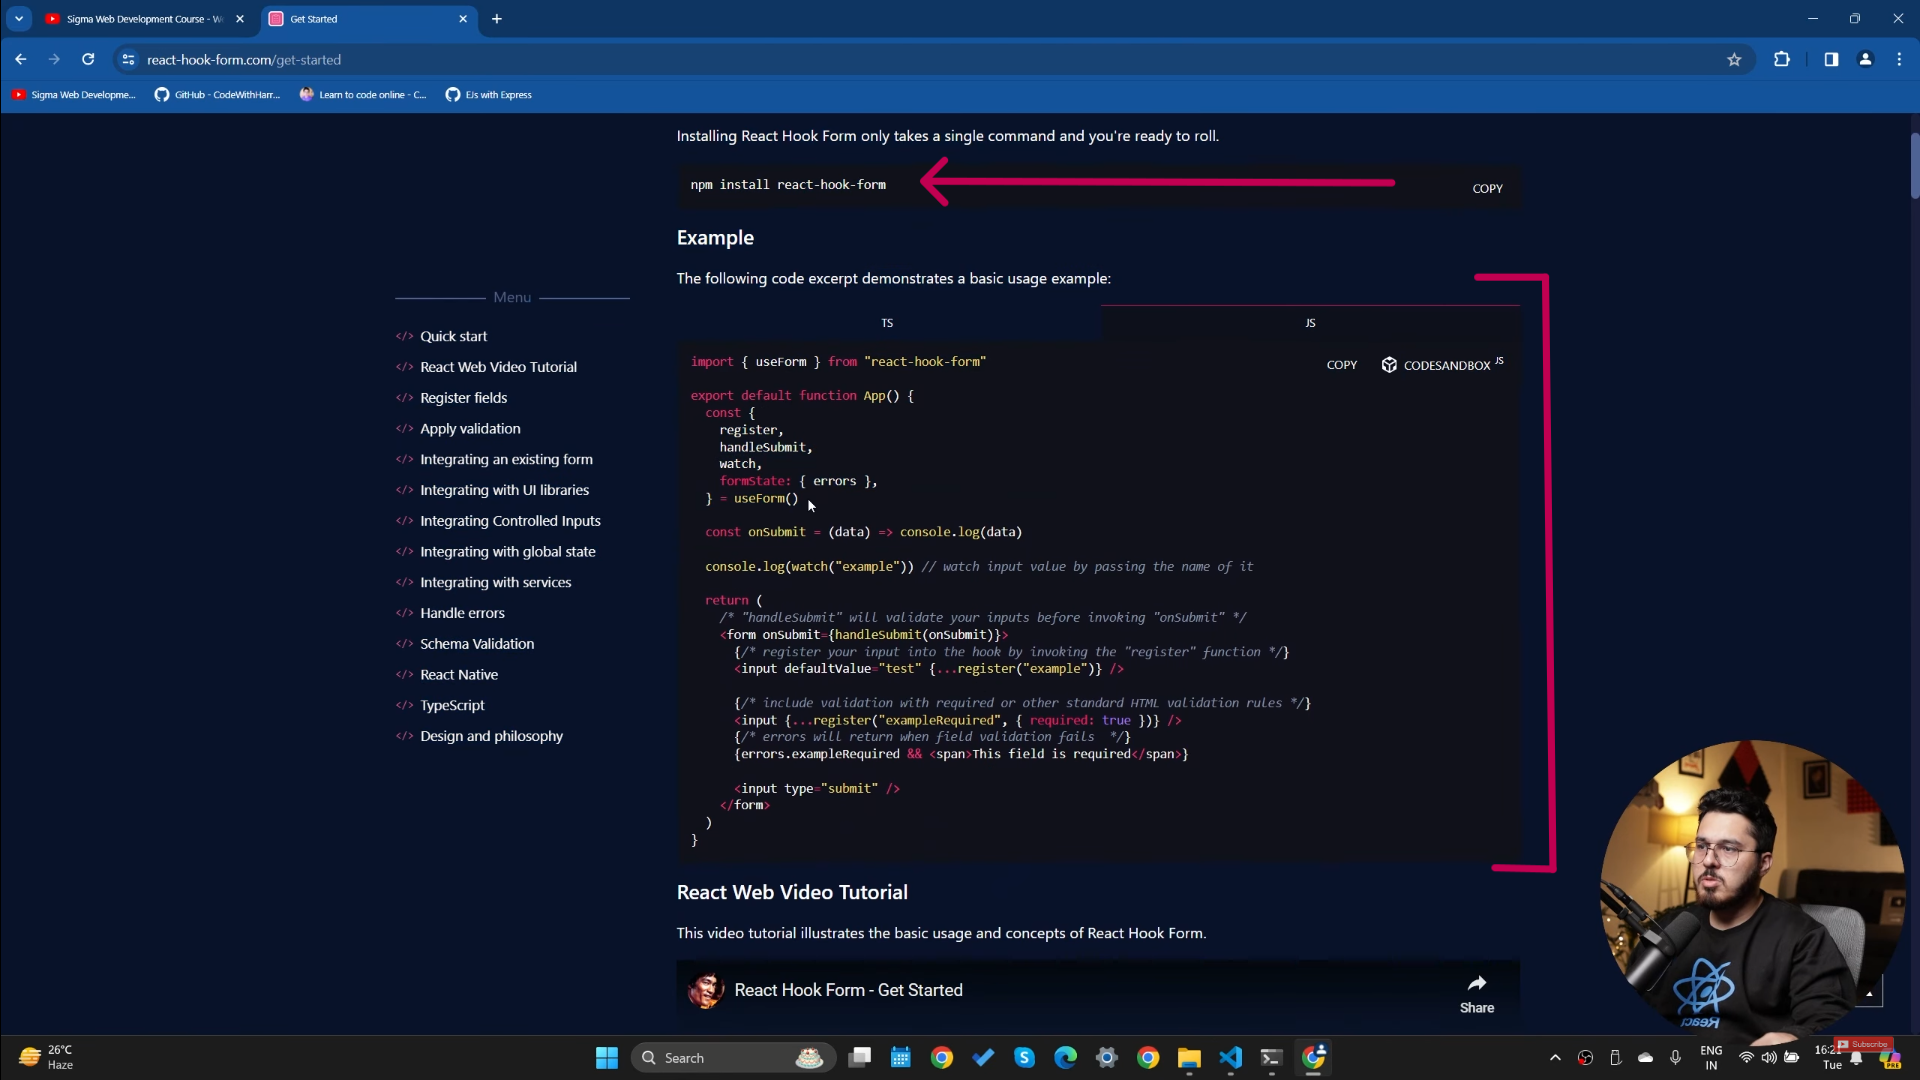 Sigma Web Development Course - W
Get Started
react-hook-form.com/get-started
Sigma Web Developme...
GitHub - CodeWithHarr...
Learn to code online - C...
EJs with Express
Installing React Hook Form only takes a single command and you're ready to roll.
npm install react-hook-form
COPY
Example
The following code excerpt demonstrates a basic usage example:
Menu
</> Quick start
</> React Web Video Tutorial
</> Register fields
</> Apply validation
</> Integrating an existing form
</> Integrating with UI libraries
</> Integrating Controlled Inputs
</> Integrating with global state
</> Integrating with services
</> Handle errors
</> Schema Validation
</> React Native
</> TypeScript
</> Design and philosophy
TS
JS
COPY
CODESANDBOX JS
import { useForm } from "react-hook-form"
export default function App() {
const {
register,
handleSubmit,
watch,
formState: { errors },
} = useForm()
const onSubmit = (data) => console.log(data)
console.log(watch("example")) // watch input value by passing the name of it
return (
/* "handleSubmit" will validate your inputs before invoking "onSubmit" */
<form onSubmit={handleSubmit(onSubmit)}>
{/* register your input into the hook by invoking the "register" function */}
<input defaultValue="test" {...register("example")} />
{/* include validation with required or other standard HTML validation rules */}
<input {...register("exampleRequired", { required: true })} />
{/* errors will return when field validation fails */}
{errors.exampleRequired && <span>This field is required</span>}
<input type="submit" />
</form>
)
}
React Web Video Tutorial
This video tutorial illustrates the basic usage and concepts of React Hook Form.
React Hook Form - Get Started
Share
26°C
Haze
Search
ENG
IN
Tue
Subscribe
PRE